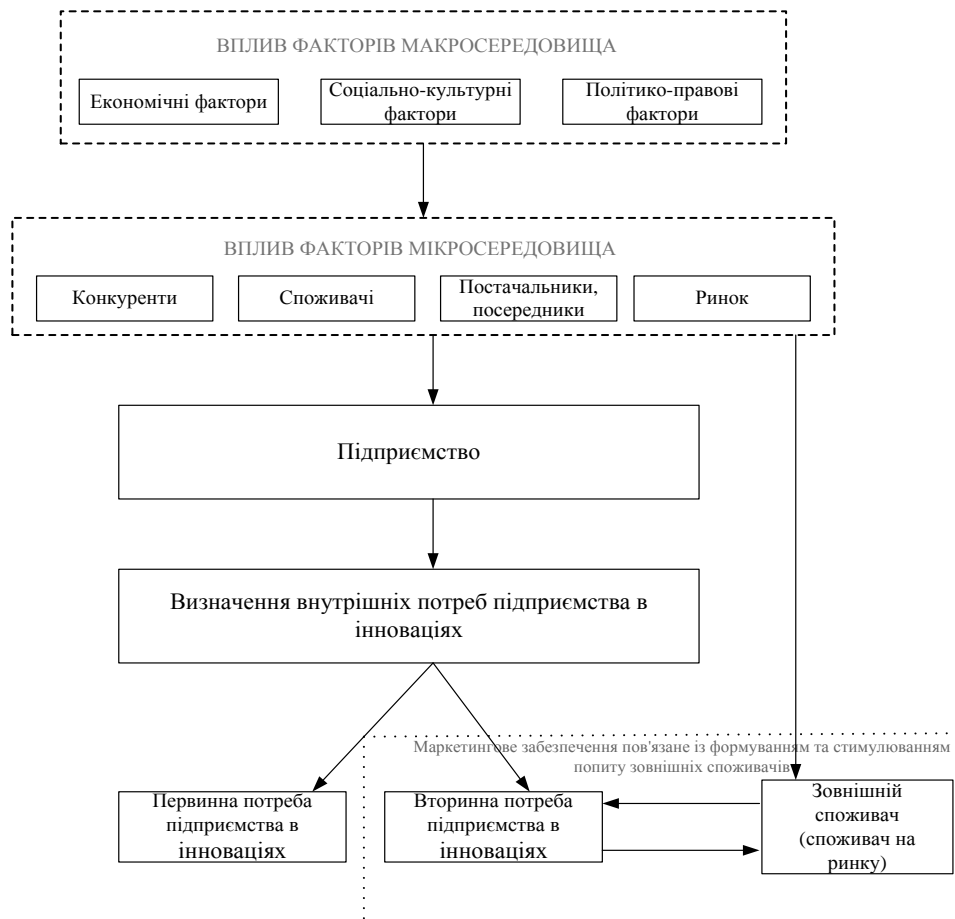 ВПЛИВ ФАКТОРІВ МАКРОСЕРЕДОВИЩА
Економічні фактори
Соціально-культурні
фактори
Політико-правові
фактори
ВПЛИВ ФАКТОРІВ МІКРОСЕРЕДОВИЩА
Конкуренти
Споживачі
Постачальники,
посередники
Ринок
Підприємство
Визначення внутрішніх потреб підприємства в
інноваціях
Маркетингове забезпечення пов'язане із формуванням та стимулюванням
попиту зовнішніх споживачів
Первинна потреба
підприємства в
інноваціях
Вторинна потреба
підприємства в
інноваціях
Зовнішній
споживач
(споживач на
ринку)